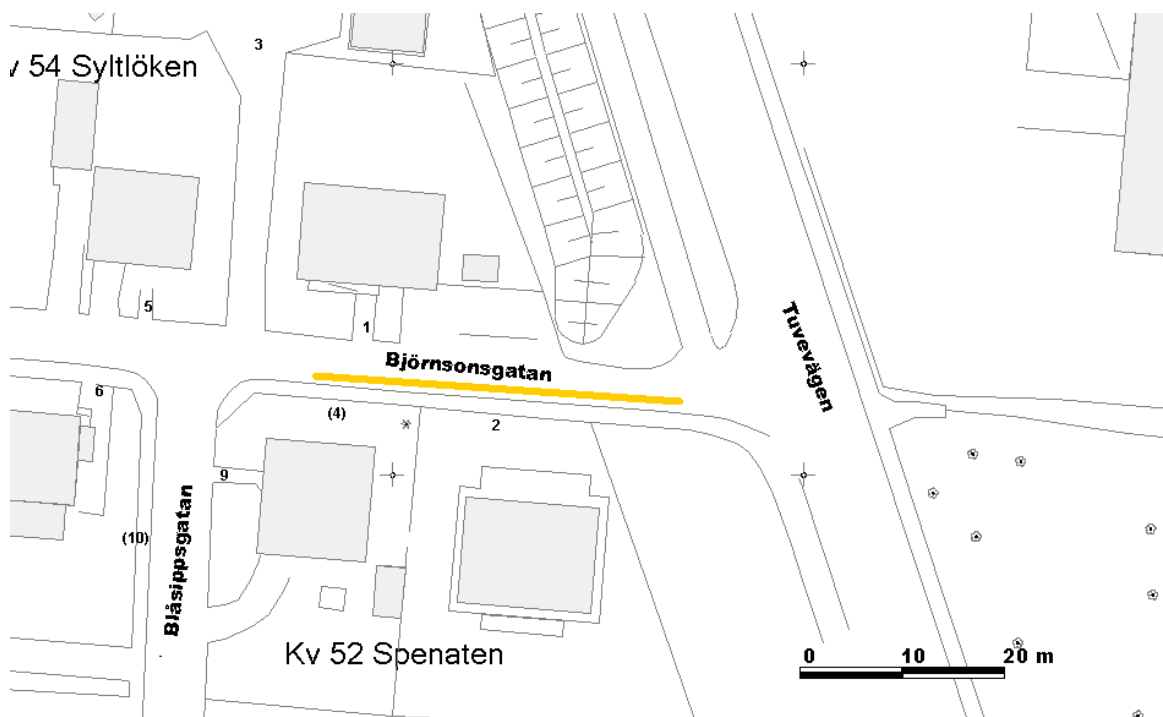 3
v 54 Syltlöken
5
1
Björnsonsgatan
Tuvevägen
6
(4)
2
9
(10)
Blåsippsgatan
Kv 52 Spenaten
0 10 20 m